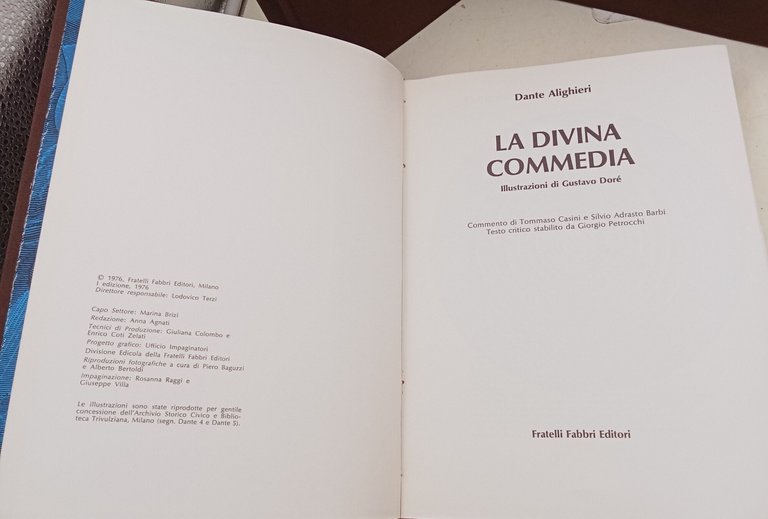 © 1976, Fratelli Fabbri Editori, Milano
I edizione, 1976
Direttore responsabile: Lodovico Terzi
Capo Settore: Marina Brizi
Redazione: Anna Agnati
Tecnici di Produzione: Giuliana Colombo e
Enrico Coti Zelati
Progetto grafico: Ufficio Impaginatori
Divisione Edicola della Fratelli Fabbri Editori
Riproduzioni fotografiche a cura di Piero Baguzzi
e Alberto Bertoldi
Impaginazione: Rosanna Raggi e
Giuseppe Villa
Le illustrazioni sono state riprodotte per gentile
concessione dell'Archivio Storico Civico e Biblio-
teca Trivulziana, Milano (segn. Dante 4 e Dante 5).
Dante Alighieri
LA DIVINA
COMMEDIA
Illustrazioni di Gustavo Doré
Commento di Tommaso Casini e Silvio Adrasto Barbi
Testo critico stabilito da Giorgio Petrocchi
Fratelli Fabbri Editori